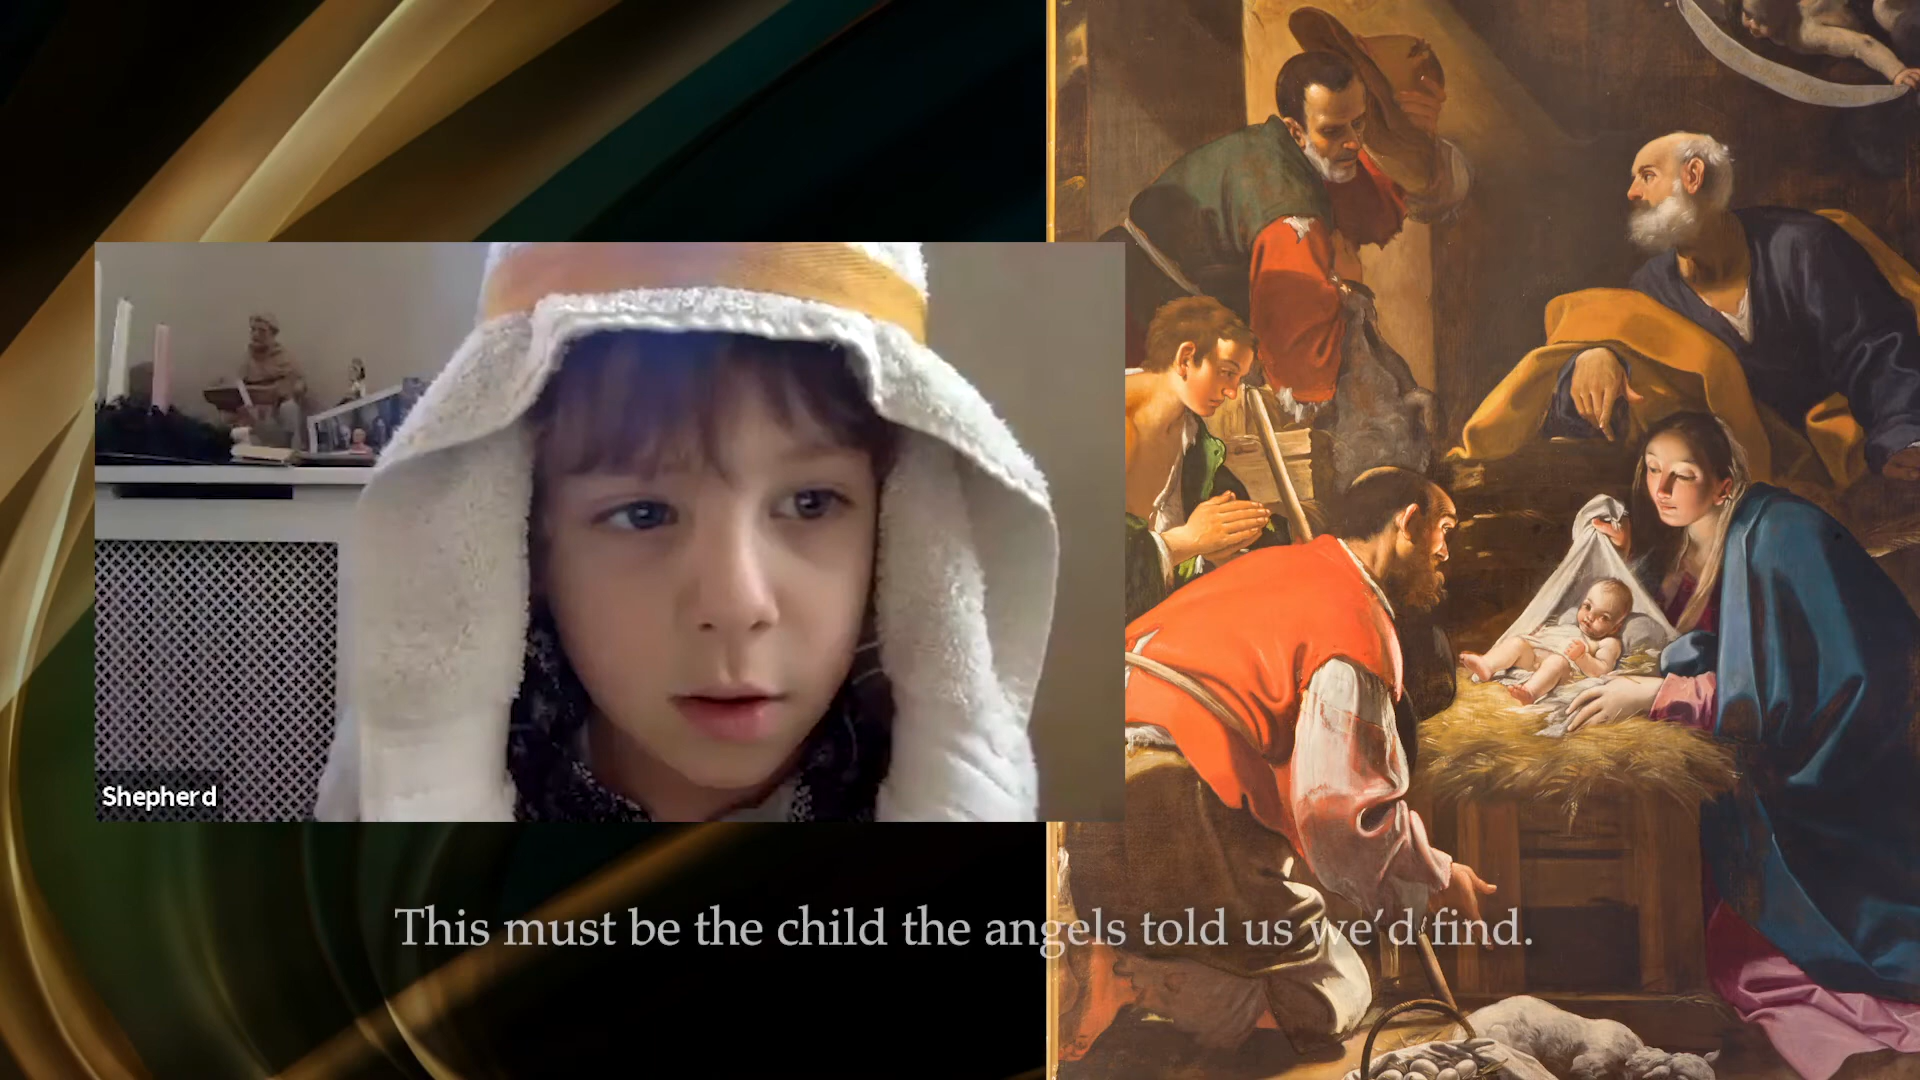 Shepherd
This must be the child the angels told us we’d find.